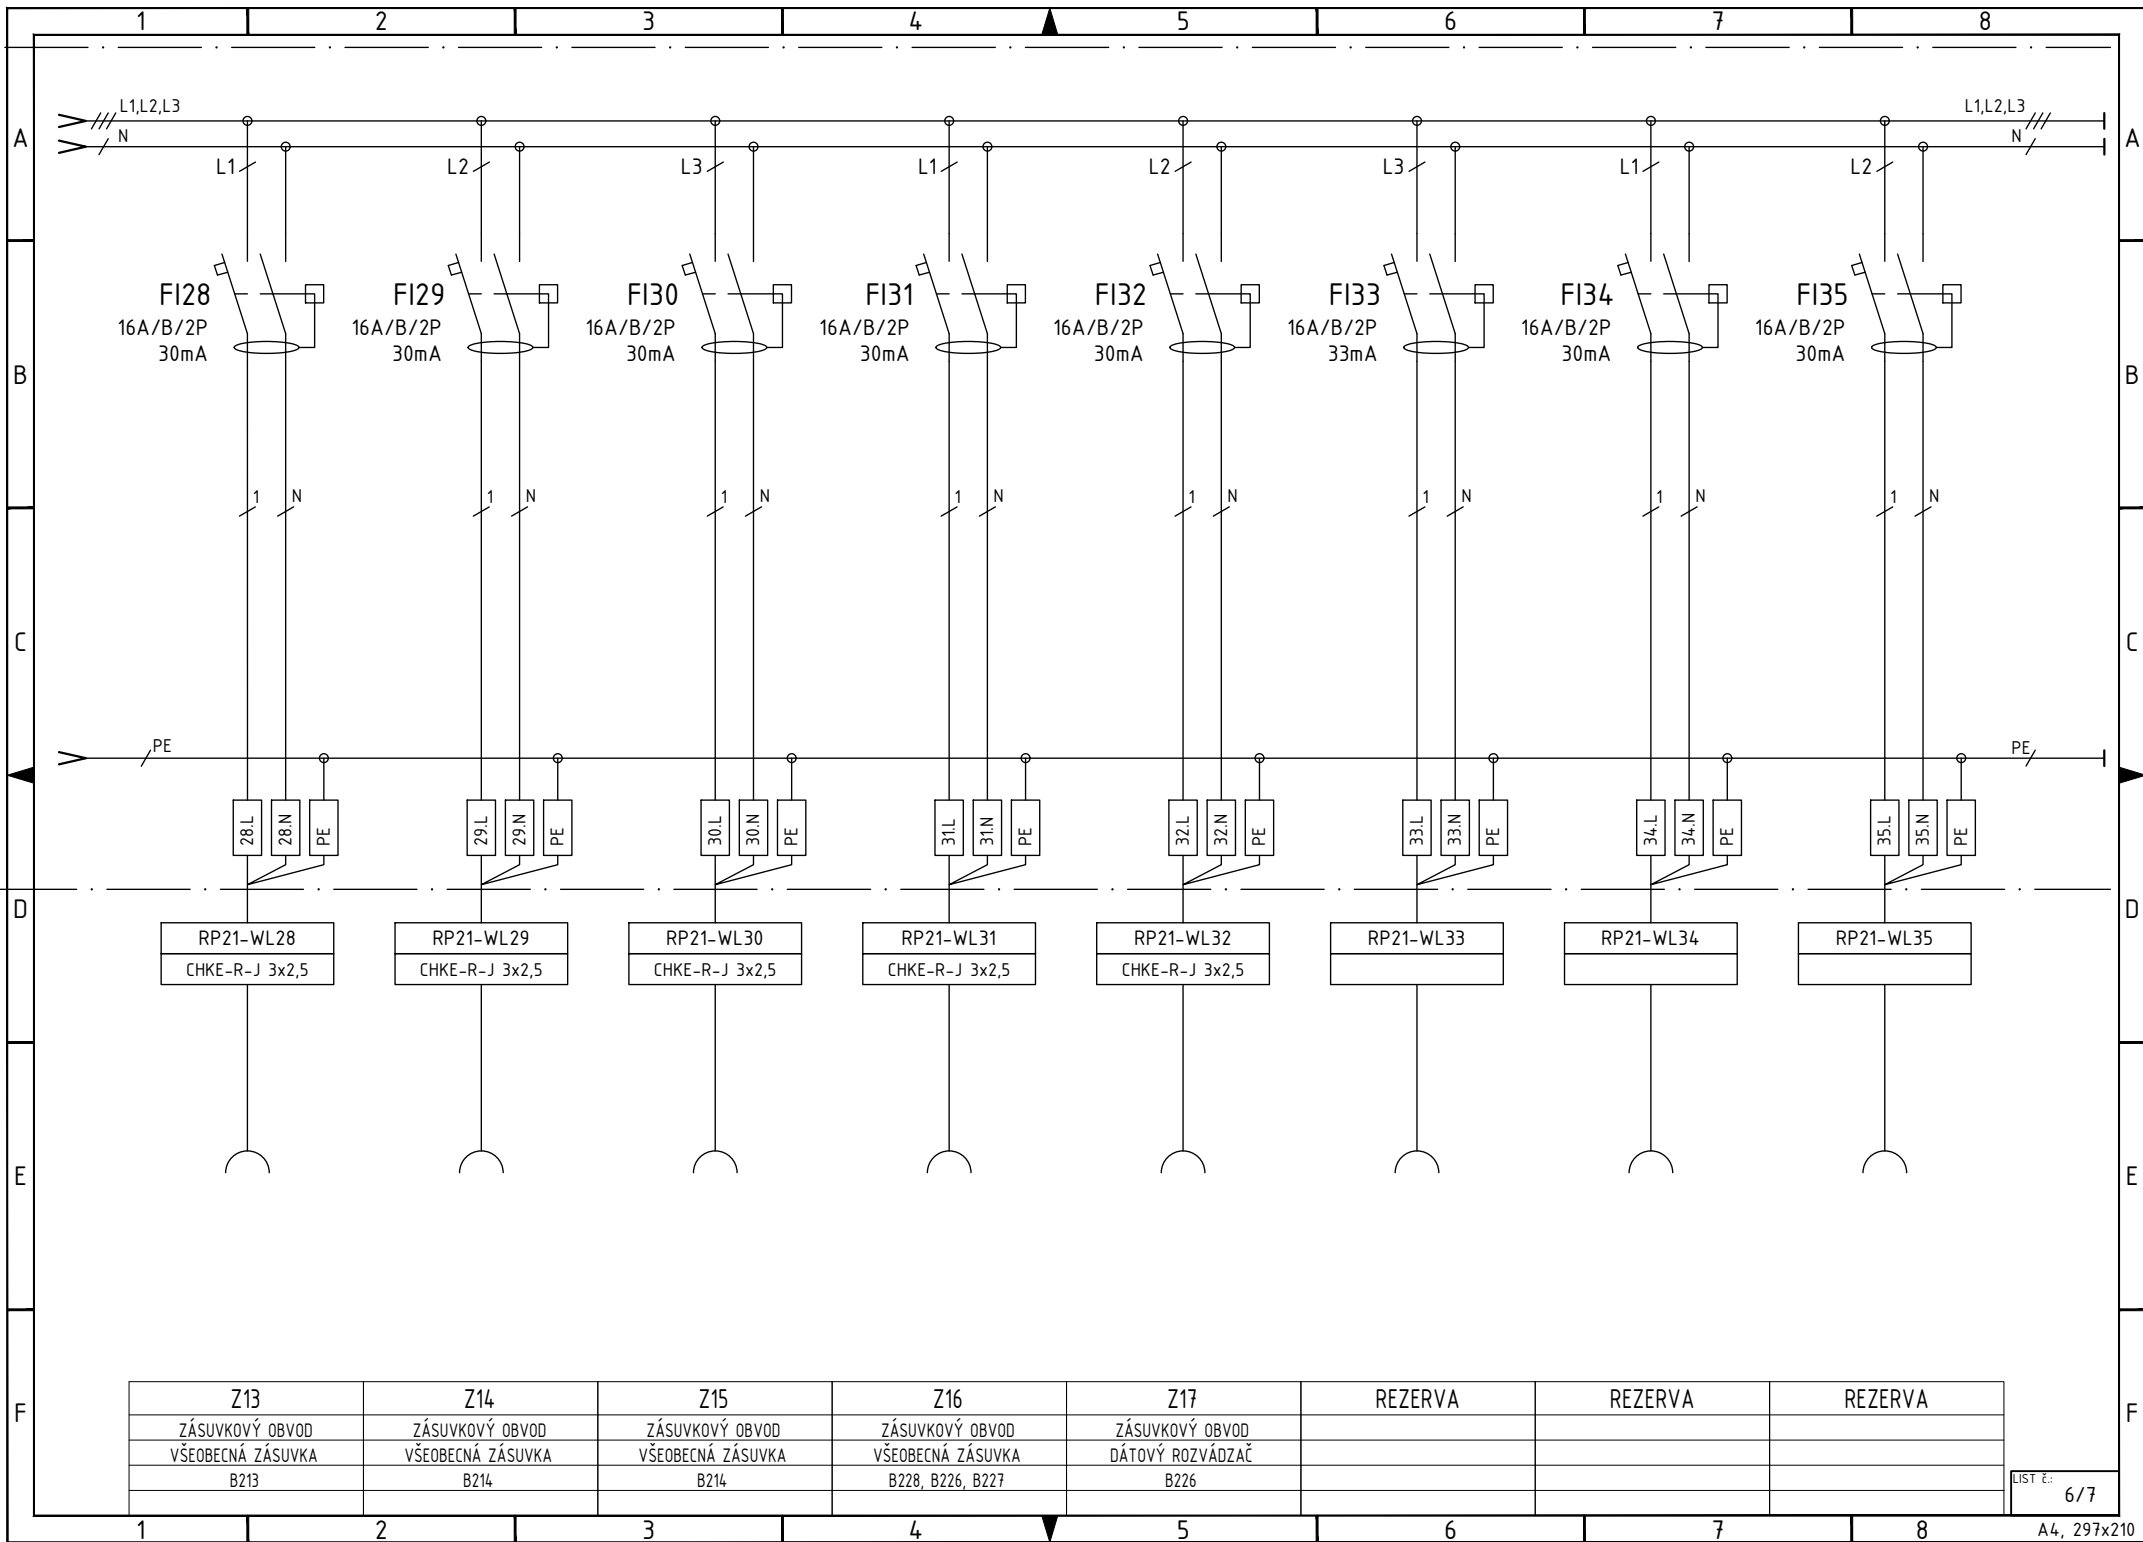 1 2 3 4 5 6 7 8
L1,L2,L3 L1,L2,L3
A N N A
L1 L2 L3 L1 L2 L3 L1 L2
FI28 FI29 FI30 FI31 FI32 FI33 FI34 FI35
16A/B/2P 16A/B/2P 16A/B/2P 16A/B/2P 16A/B/2P 16A/B/2P 16A/B/2P 16A/B/2P
30mA 30mA 30mA 30mA 30mA 33mA 30mA 30mA
B B
1 N 1 N 1 N 1 N 1 N 1 N 1 N 1 N
C C
PE PE
28.L 28.N PE 29.L 29.N PE 30.L 30.N PE 31.L 31.N PE 32.L 32.N PE 33.L 33.N PE 34.L 34.N PE 35.L 35.N PE
D D
RP21-WL28 RP21-WL29 RP21-WL30 RP21-WL31 RP21-WL32 RP21-WL33 RP21-WL34 RP21-WL35
CHKE-R-J 3x2,5 CHKE-R-J 3x2,5 CHKE-R-J 3x2,5 CHKE-R-J 3x2,5 CHKE-R-J 3x2,5
E E
Z13 Z14 Z15 Z16 Z17 REZERVA REZERVA REZERVA
F F
ZÁSUVKOVÝ OBVOD ZÁSUVKOVÝ OBVOD ZÁSUVKOVÝ OBVOD ZÁSUVKOVÝ OBVOD ZÁSUVKOVÝ OBVOD
VŠEOBECNÁ ZÁSUVKA VŠEOBECNÁ ZÁSUVKA VŠEOBECNÁ ZÁSUVKA VŠEOBECNÁ ZÁSUVKA DÁTOVÝ ROZVÁDZAČ
B213 B214 B214 B228, B226, B227 B226
LIST č.:
6/7
1 2 3 4 5 6 7 8
A4, 297x210